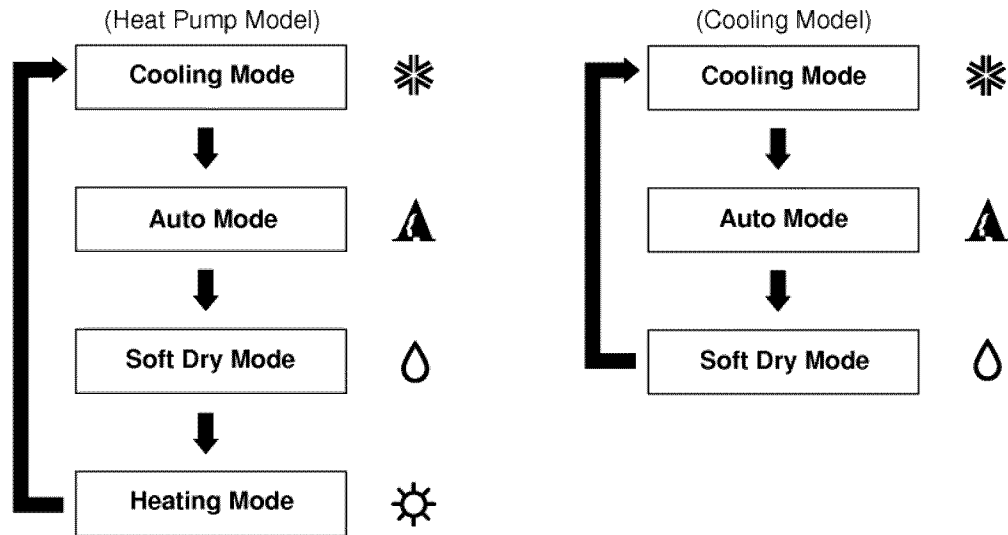 (Heat Pump Model)
Cooling Mode
Auto Mode
Soft Dry Mode
Heating Mode
(Cooling Model)
Cooling Mode
Auto Mode
Soft Dry Mode